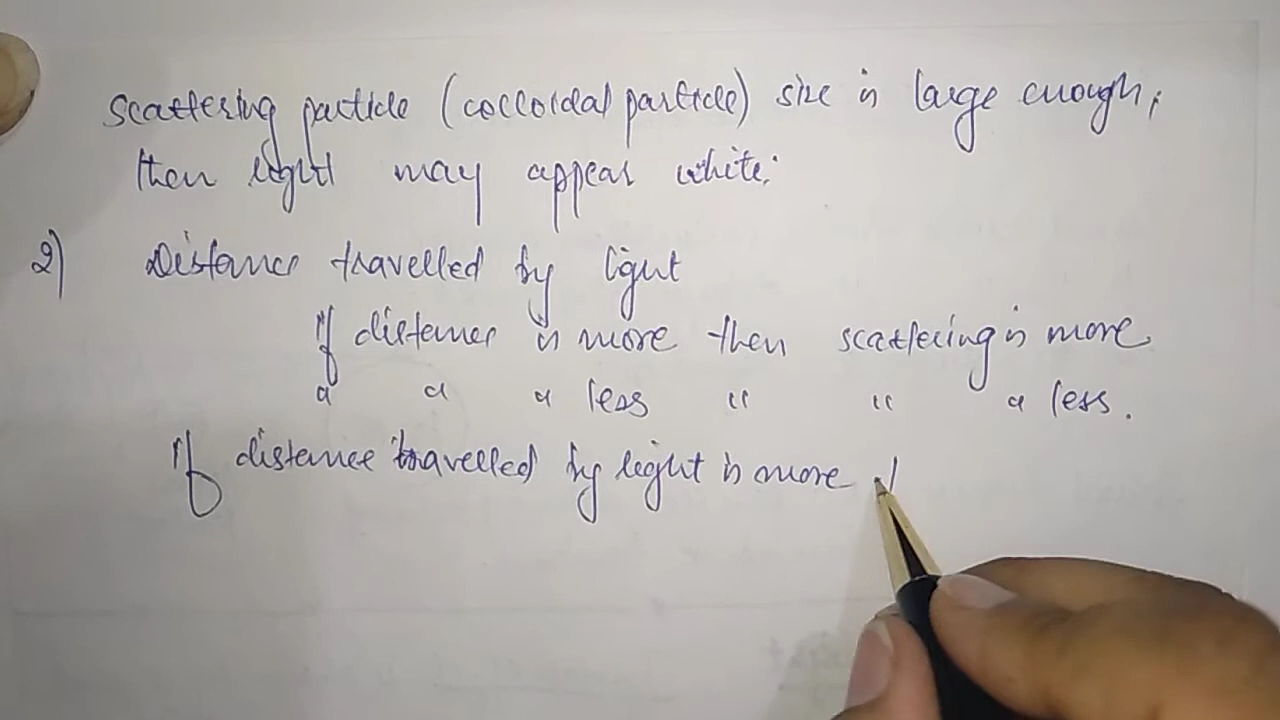 Scattering particle (colloidal particle) size is large enough,
then light may appear white.
2) Distance travelled by light
If distance is more then scattering is more
" " " less " " " less.
If distance travelled by light is more